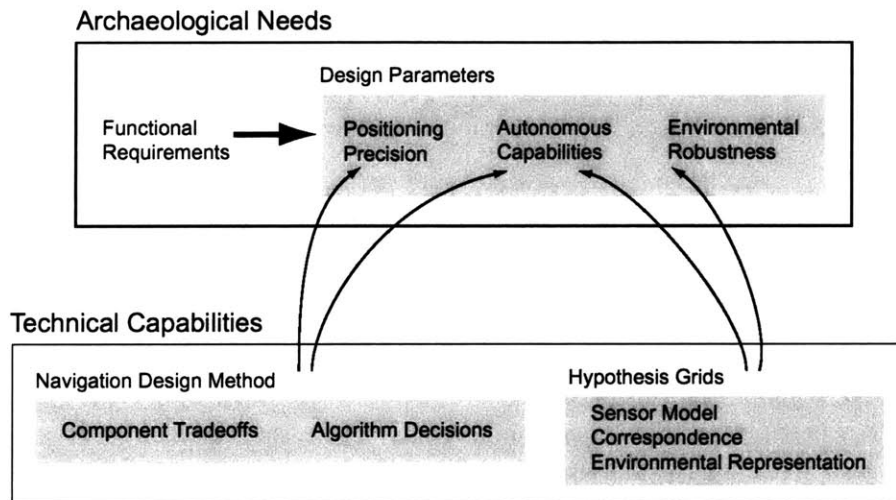 Archaeological Needs
Design Parameters
Functional
Requirements
Positioning
Precision
Autonomous
Capabilities
Environmental
Robustness
Technical Capabilities
Navigation Design Method
Component Tradeoffs
Algorithm Decisions
Hypothesis Grids
Sensor Model
Correspondence
Environmental Representation